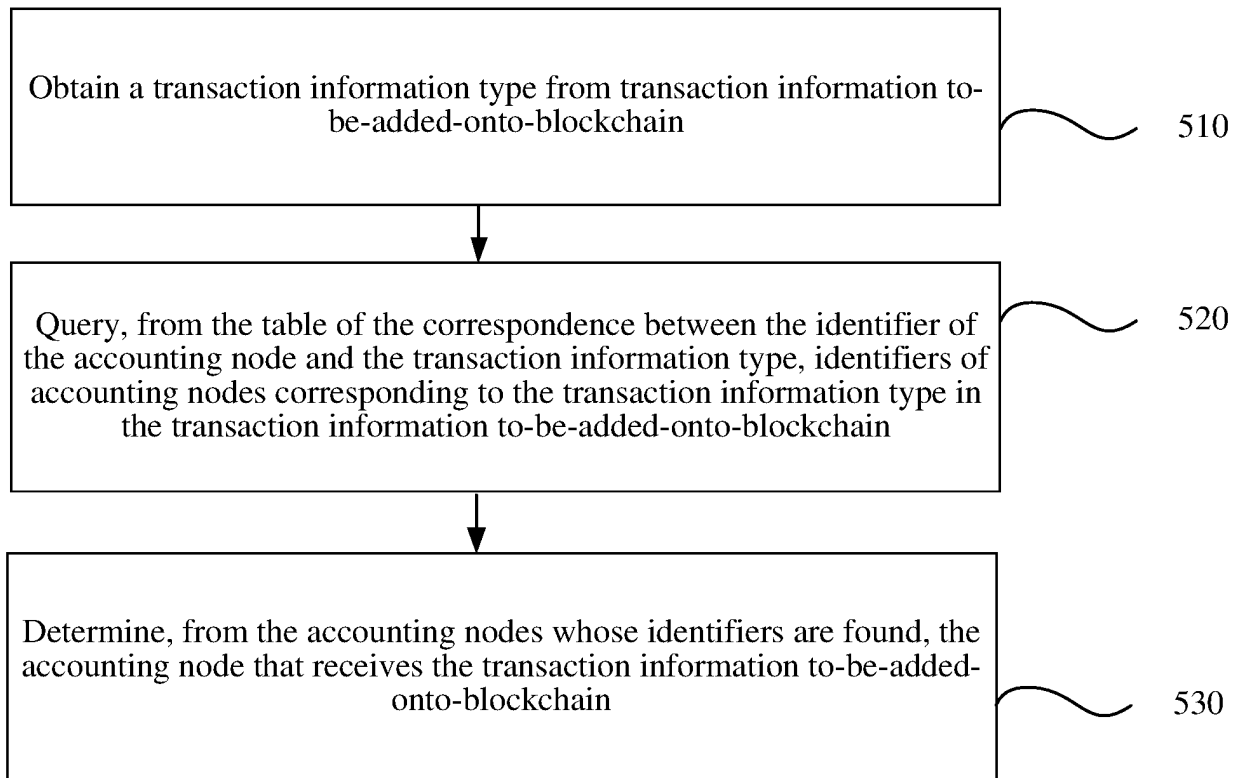 Obtain a transaction information type from transaction information to-
be-added-onto-blockchain
510
Query, from the table of the correspondence between the identifier of
the accounting node and the transaction information type, identifiers of
accounting nodes corresponding to the transaction information type in
the transaction information to-be-added-onto-blockchain
520
Determine, from the accounting nodes whose identifiers are found, the
accounting node that receives the transaction information to-be-added-
onto-blockchain
530